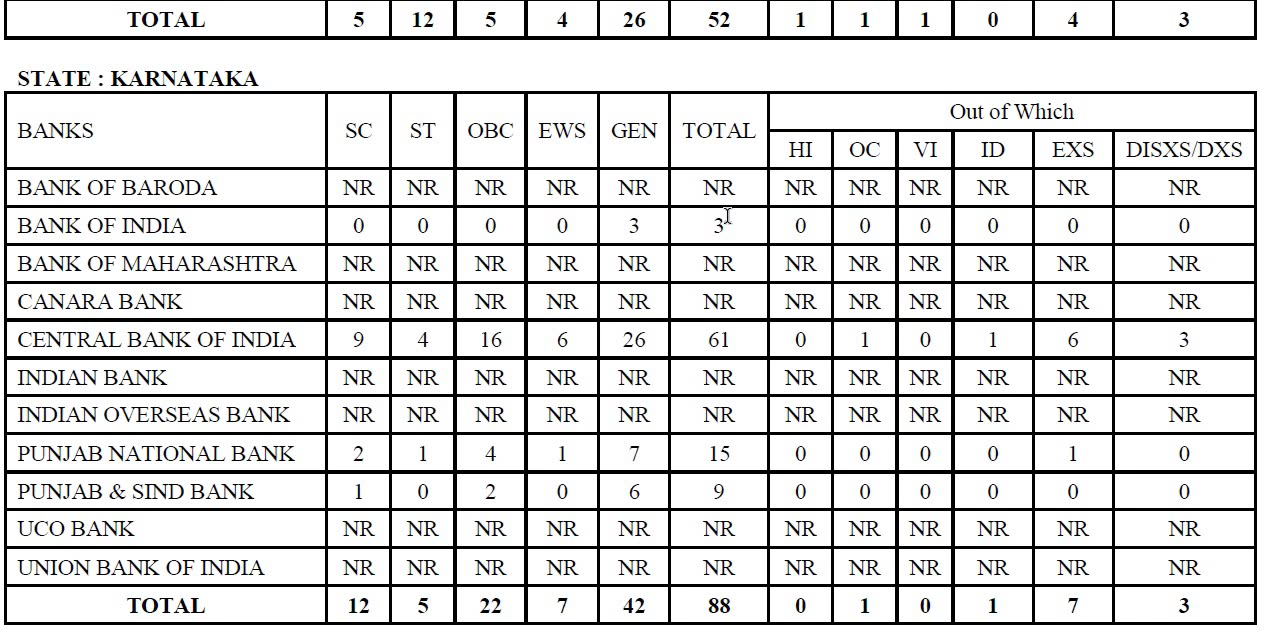 TOTAL 5 12 5 4 26 52 1 1 1 0 4 3
STATE : KARNATAKA
BANKS SC ST OBC EWS GEN TOTAL Out of Which
HI OC VI ID EXS DISXS/DXS
BANK OF BARODA NR NR NR NR NR NR NR NR NR NR NR NR
BANK OF INDIA 0 0 0 0 3 3 0 0 0 0 0 0
BANK OF MAHARASHTRA NR NR NR NR NR NR NR NR NR NR NR NR
CANARA BANK NR NR NR NR NR NR NR NR NR NR NR NR
CENTRAL BANK OF INDIA 9 4 16 6 26 61 0 1 0 1 6 3
INDIAN BANK NR NR NR NR NR NR NR NR NR NR NR NR
INDIAN OVERSEAS BANK NR NR NR NR NR NR NR NR NR NR NR NR
PUNJAB NATIONAL BANK 2 1 4 1 7 15 0 0 0 0 1 0
PUNJAB & SIND BANK 1 0 2 0 6 9 0 0 0 0 0 0
UCO BANK NR NR NR NR NR NR NR NR NR NR NR NR
UNION BANK OF INDIA NR NR NR NR NR NR NR NR NR NR NR NR
TOTAL 12 5 22 7 42 88 0 1 0 1 7 3